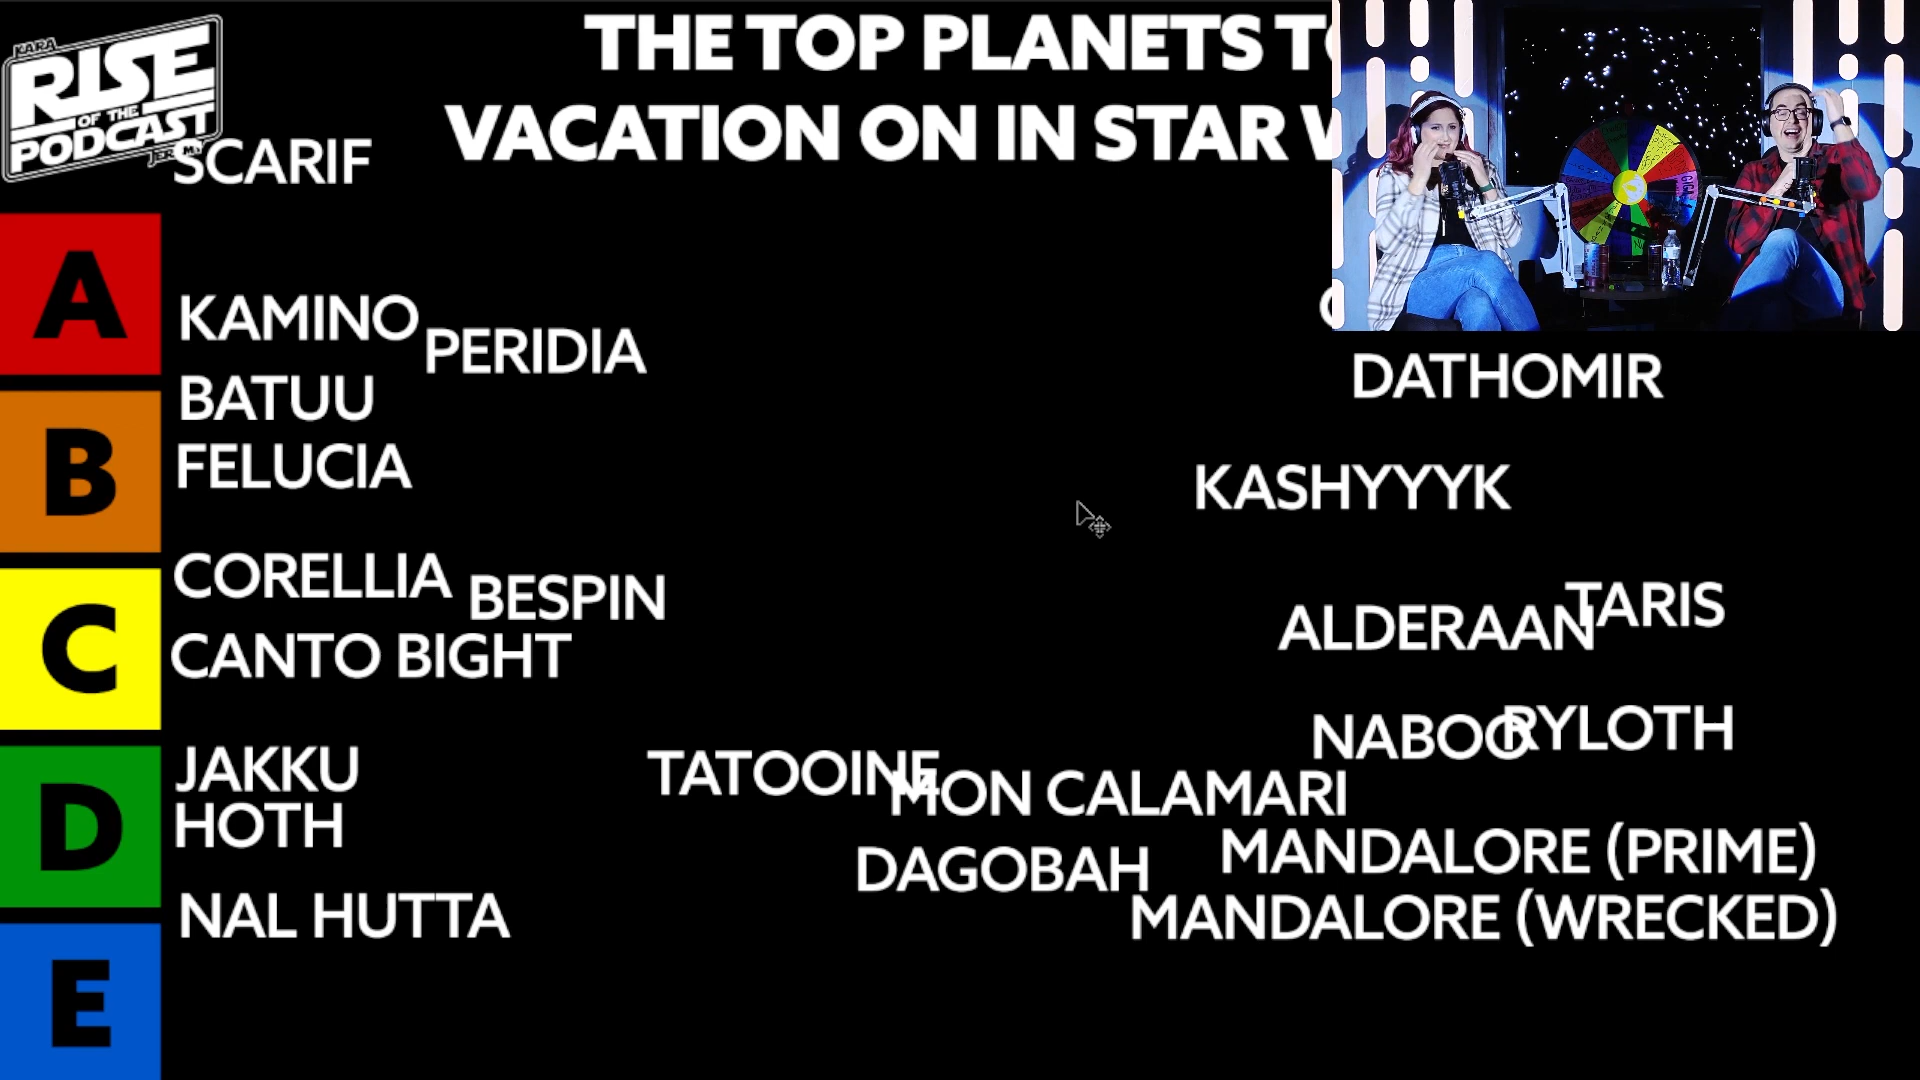 KARA
RISE
OF THE
PODCAST
THE TOP PLANETS TO
VACATION ON IN STAR W
SCARIF
A
KAMINO
PERIDIA
BATUU
DATHOMIR
B
FELUCIA
KASHYYYK
CORELLIA
BESPIN
TARIS
ALDERAAN
C
CANTO BIGHT
NABOO
RYLOTH
JAKKU
TATOOINE
MON CALAMARI
D
HOTH
MANDALORE (PRIME)
DAGOBAH
NAL HUTTA
MANDALORE (WRECKED)
E